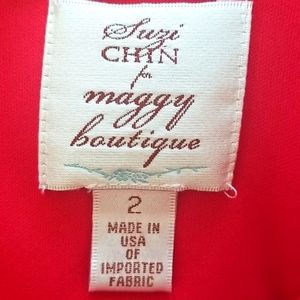 Suzi
CHIN
for
maggy
boutique
2
MADE IN
USA
OF
IMPORTED
FABRIC